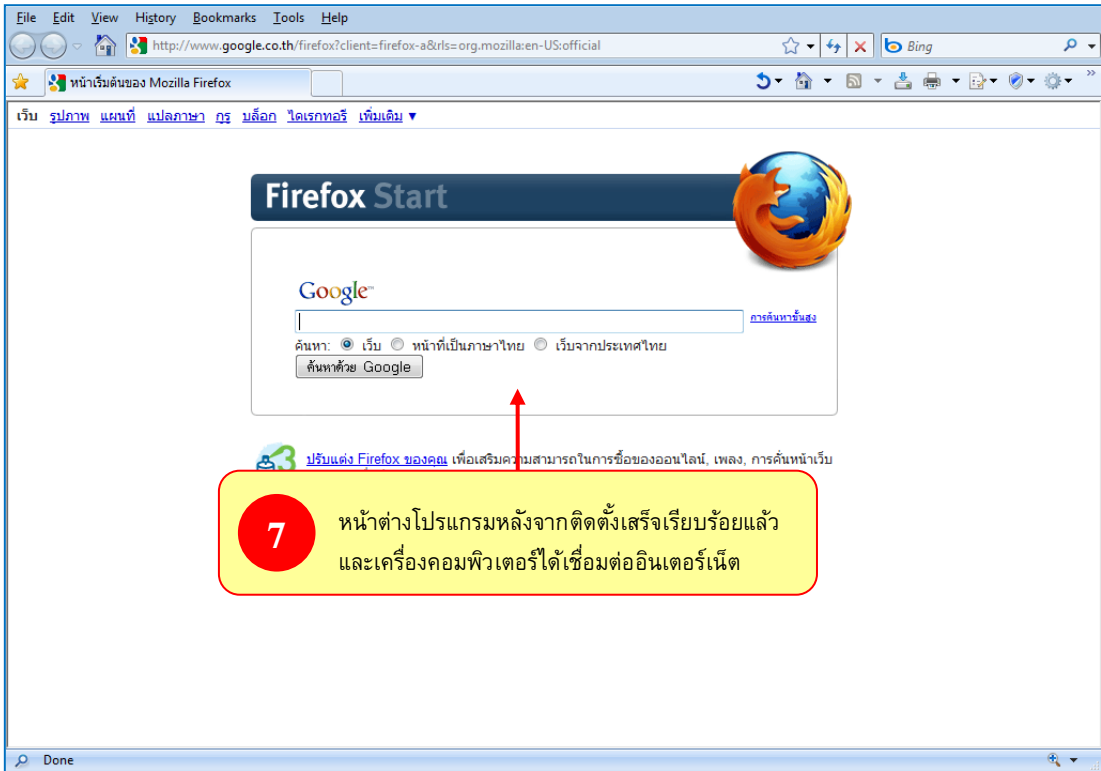 File Edit View History Bookmarks Tools Help
http://www.google.co.th/firefox?client=firefox-a&rls=org.mozilla:en-US:official
Bing
หน้าเริ่มต้นของ Mozilla Firefox
เว็บ รูปภาพ แผนที่ แปลภาษา กูรู บล็อก ไดเรกทอรี เพิ่มเติม ▼
Firefox Start
Google™
การค้นหาขั้นสูง
ค้นหา: เว็บ หน้าที่เป็นภาษาไทย เว็บจากประเทศไทย
ค้นหาด้วย Google
ปรับแต่ง Firefox ของคุณ เพื่อเสริมความสามารถในการซื้อของออนไลน์, เพลง, การค้นหน้าเว็บ
7
หน้าต่างโปรแกรมหลังจากติดตั้งเสร็จเรียบร้อยแล้ว
และเครื่องคอมพิวเตอร์ได้เชื่อมต่ออินเตอร์เน็ต
Done